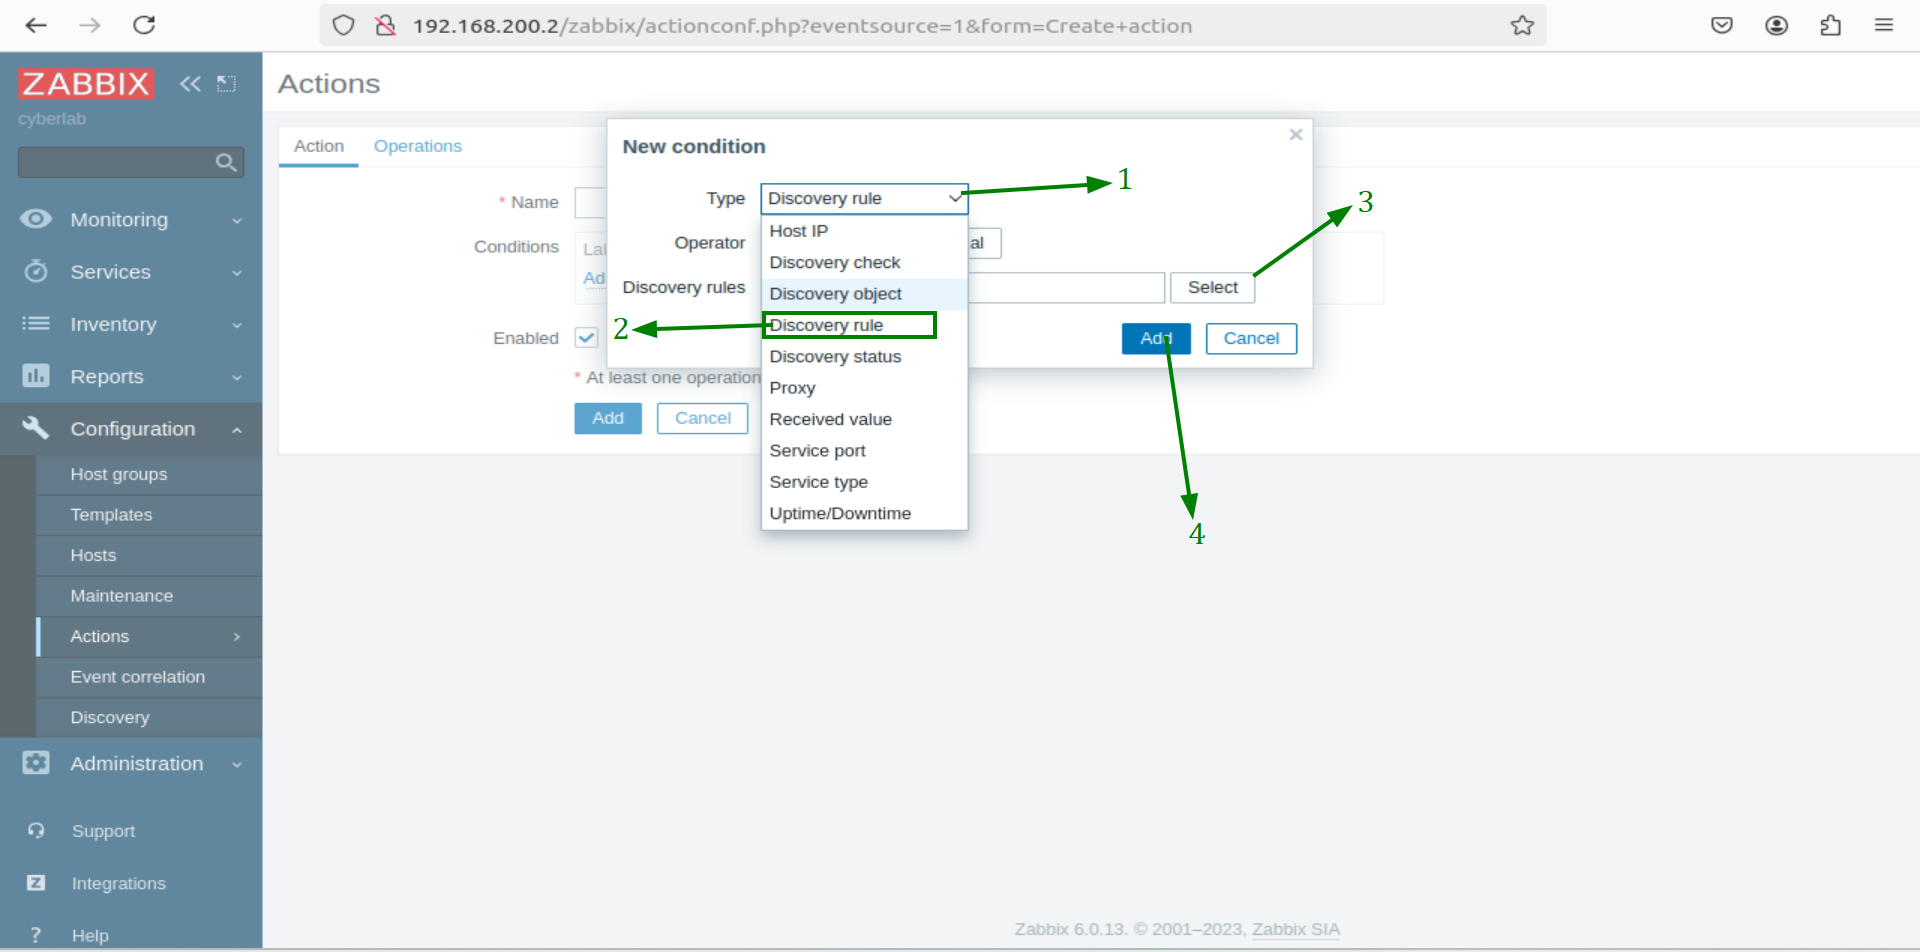 192.168.200.2/zabbix/actionconf.php?eventsource=1&form=Create+action
ZABBIX
cyberlab
Monitoring
Services
Inventory
Reports
Configuration
Host groups
Templates
Hosts
Maintenance
Actions
Event correlation
Discovery
Administration
Support
Z Integrations
? Help
Actions
Action Operations
* Name
Conditions
Enabled
* At least one operation
Add Cancel
New condition
Type Discovery rule 1
Operator al
Discovery rules Select 3
Add Cancel
Host IP
Discovery check
Discovery object
2 Discovery rule
Discovery status
Proxy
Received value
Service port
Service type
Uptime/Downtime
4
Zabbix 6.0.13. © 2001–2023, Zabbix SIA